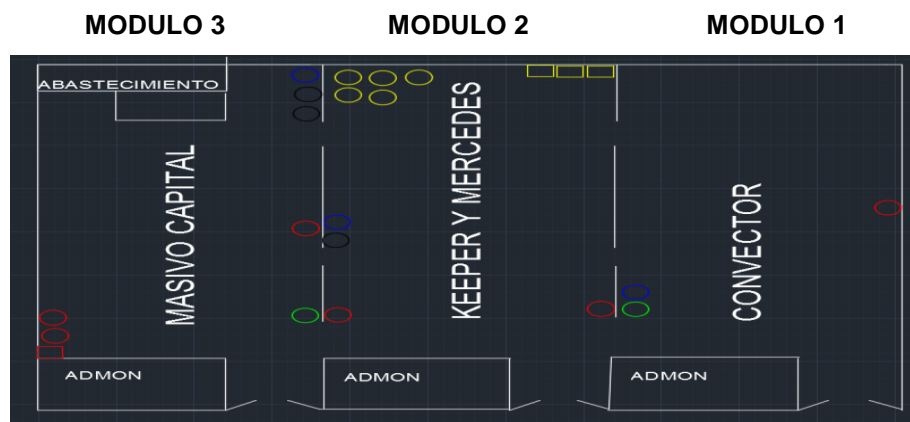 MODULO 3
MODULO 2
MODULO 1
ABASTECIMIENTO
MASIVO CAPITAL
KEEPER Y MERCEDES
CONVECTOR
ADMON
ADMON
ADMON